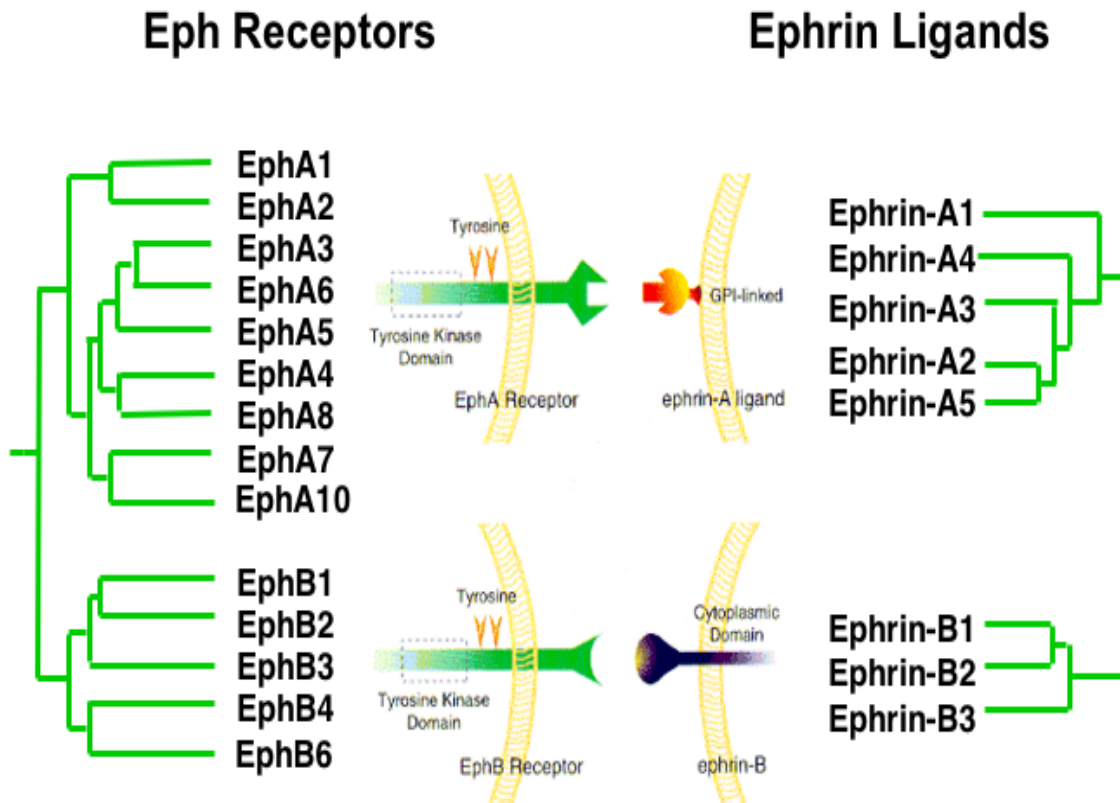 Eph Receptors
Ephrin Ligands
EphA1
EphA2
EphA3
EphA6
EphA5
EphA4
EphA8
EphA7
EphA10
EphB1
EphB2
EphB3
EphB4
EphB6
Tyrosine
Tyrosine Kinase
Domain
EphA Receptor
GPI-linked
ephrin-A ligand
Tyrosine
Tyrosine Kinase
Domain
EphB Receptor
Cytoplasmic
Domain
ephrin-B
Ephrin-A1
Ephrin-A4
Ephrin-A3
Ephrin-A2
Ephrin-A5
Ephrin-B1
Ephrin-B2
Ephrin-B3